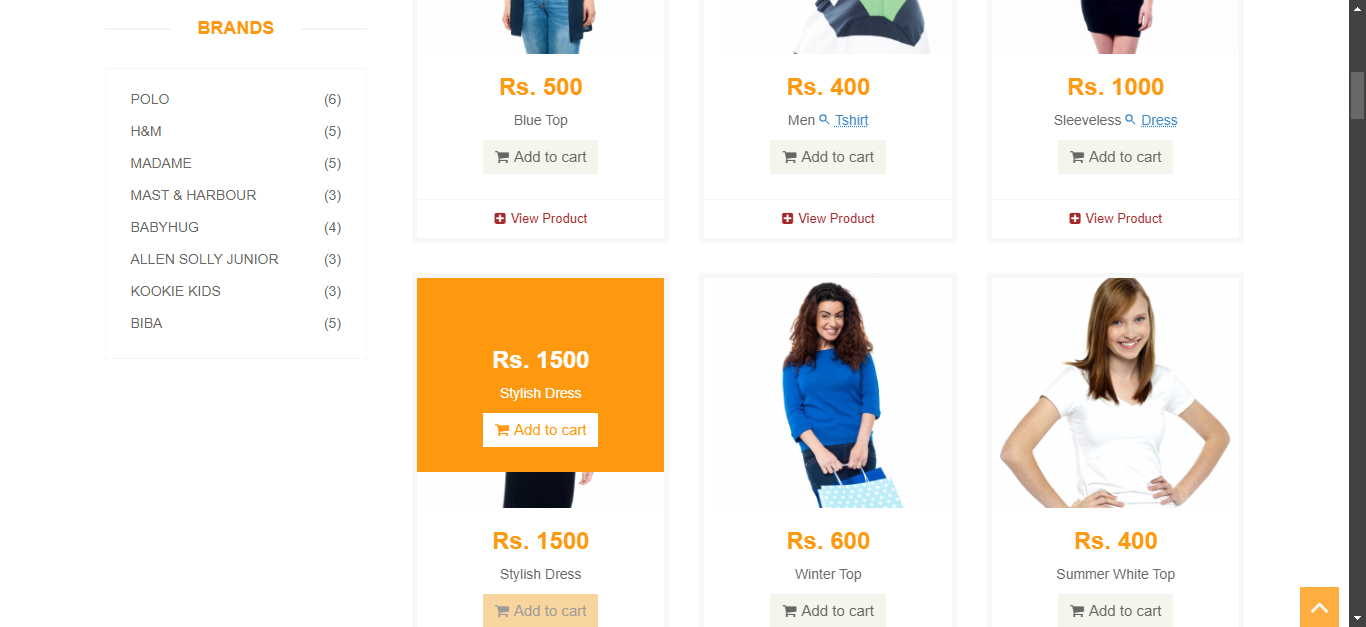 BRANDS
POLO (6)
H&M (5)
MADAME (5)
MAST & HARBOUR (3)
BABYHUG (4)
ALLEN SOLLY JUNIOR (3)
KOOKIE KIDS (3)
BIBA (5)
Rs. 500
Blue Top
Add to cart
View Product
Rs. 400
Men Tshirt
Add to cart
View Product
Rs. 1000
Sleeveless Dress
Add to cart
View Product
Rs. 1500
Stylish Dress
Add to cart
Rs. 1500
Stylish Dress
Add to cart
Rs. 600
Winter Top
Add to cart
Rs. 400
Summer White Top
Add to cart